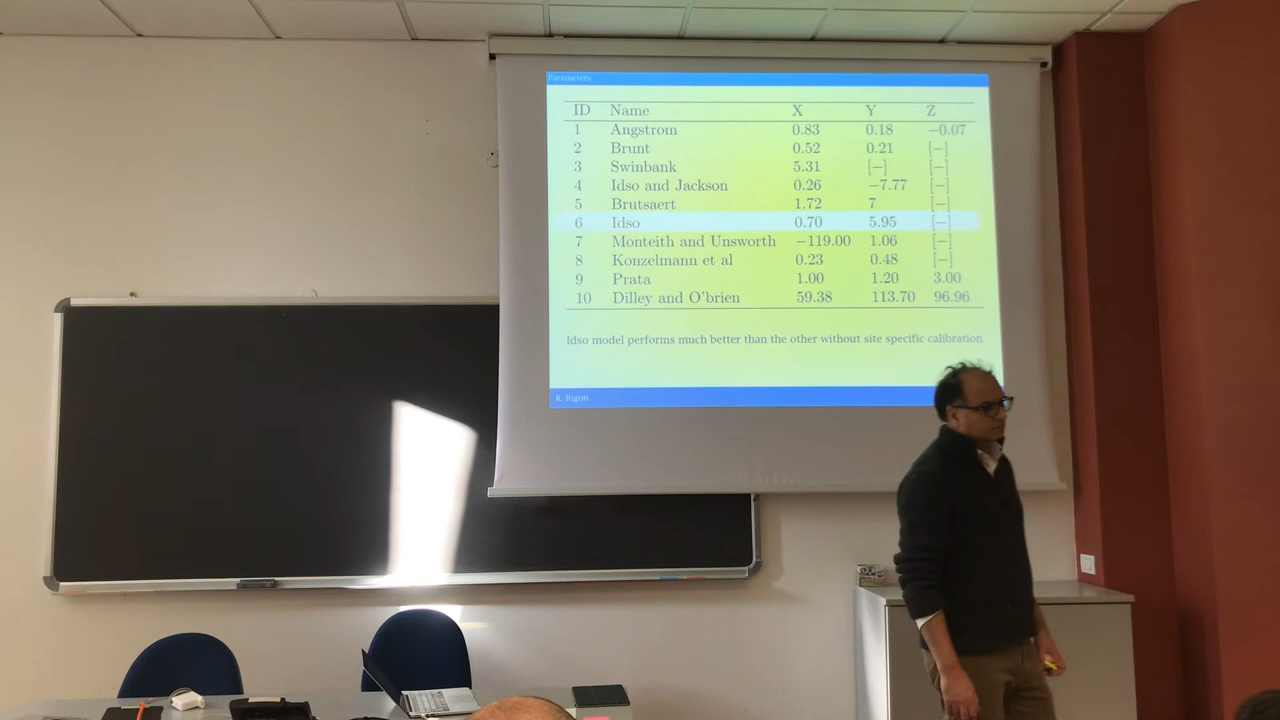 Parameters
ID Name X Y Z
1 Angstrom 0.83 0.18 −0.07
2 Brunt 0.52 0.21 [−]
3 Swinbank 5.31 [−] [−]
4 Idso and Jackson 0.26 −7.77 [−]
5 Brutsaert 1.72 7 [−]
6 Idso 0.70 5.95 [−]
7 Monteith and Unsworth −119.00 1.06 [−]
8 Konzelmann et al 0.23 0.48 [−]
9 Prata 1.00 1.20 3.00
10 Dilley and O'brien 59.38 113.70 96.96
Idso model performs much better than the other without site specific calibration
R. Rigon